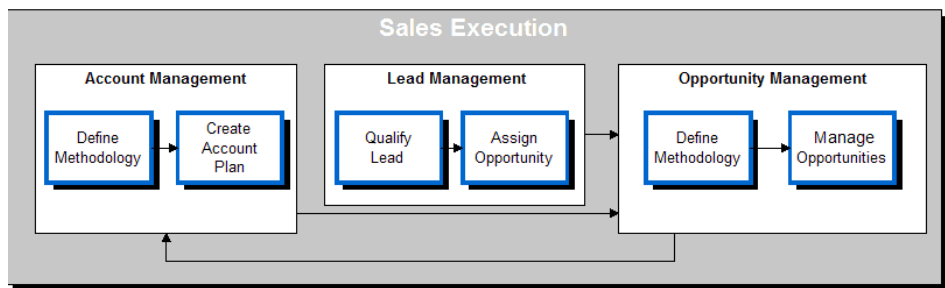 Sales Execution
Account Management
Define
Methodology
Create
Account
Plan
Lead Management
Qualify
Lead
Assign
Opportunity
Opportunity Management
Define
Methodology
Manage
Opportunities